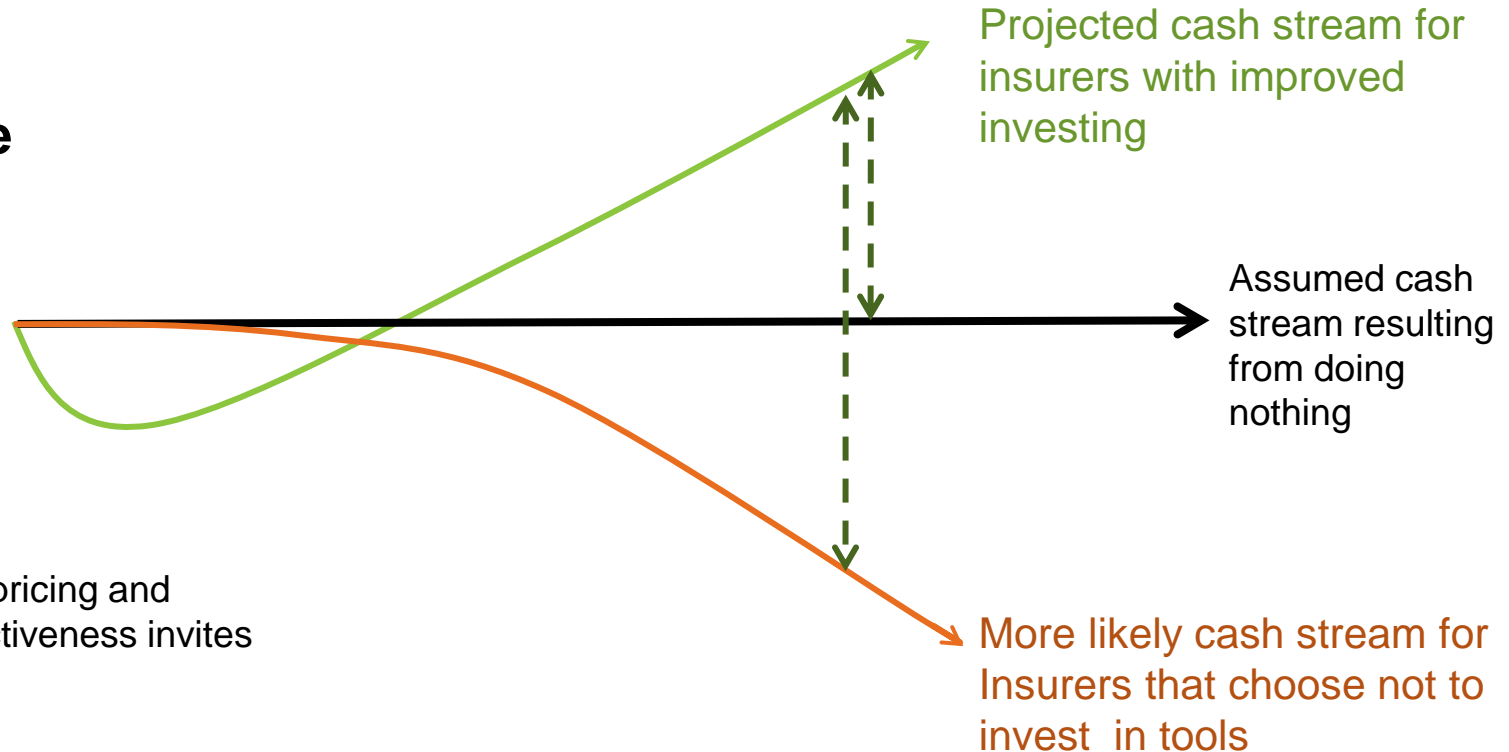 Projected cash stream for
insurers with improved
investing
e
Assumed cash
stream resulting
from doing
nothing
pricing and
ctiveness invites
More likely cash stream for
Insurers that choose not to
invest in tools